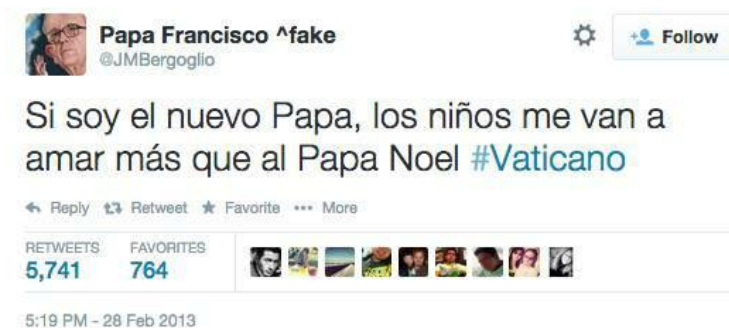 Papa Francisco ^fake
@JMBergoglio
Follow
Si soy el nuevo Papa, los niños me van a
amar más que al Papa Noel #Vaticano
Reply Retweet Favorite More
RETWEETS FAVORITES
5,741 764
5:19 PM - 28 Feb 2013